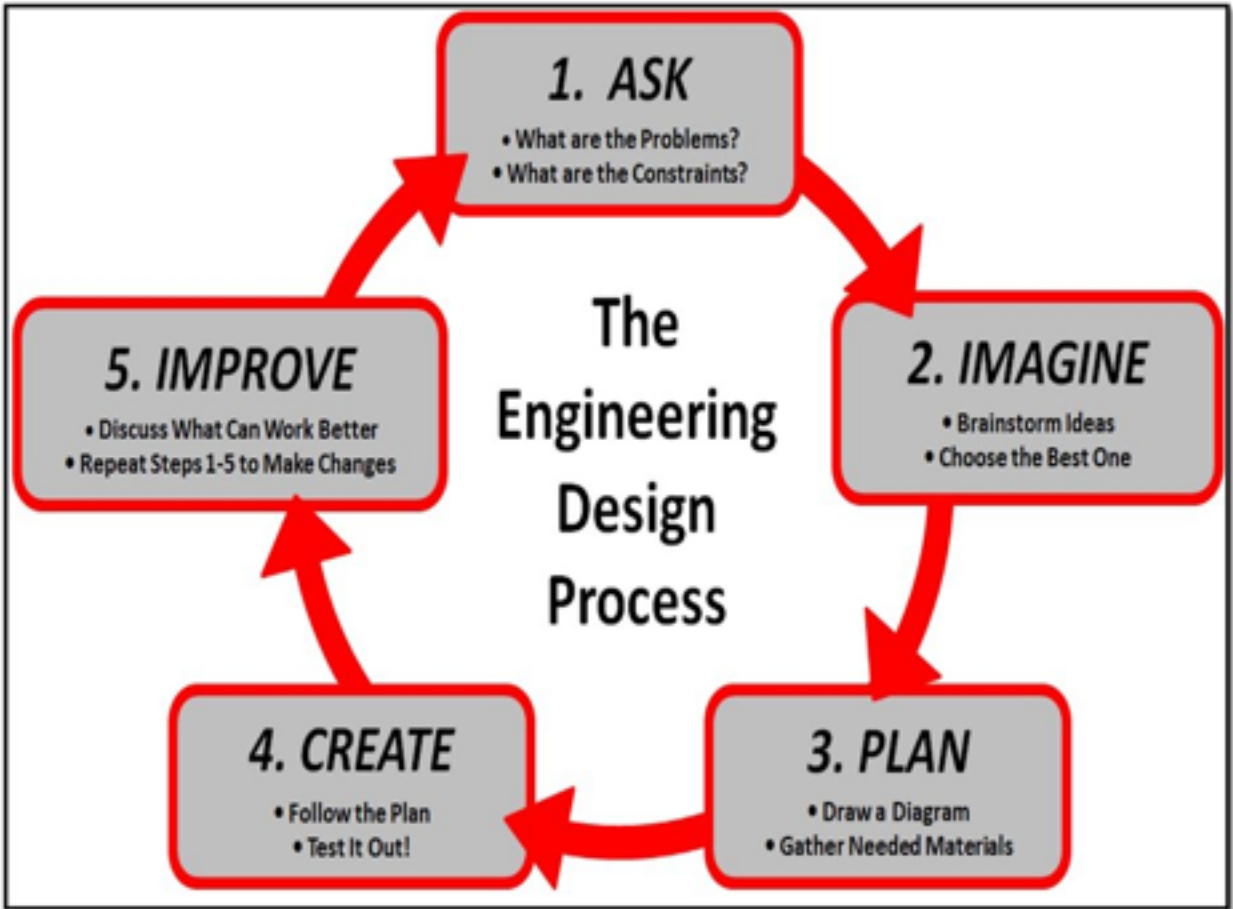 1. ASK
• What are the Problems?
• What are the Constraints?
The
Engineering
Design
Process
2. IMAGINE
• Brainstorm Ideas
• Choose the Best One
3. PLAN
• Draw a Diagram
• Gather Needed Materials
4. CREATE
• Follow the Plan
• Test It Out!
5. IMPROVE
• Discuss What Can Work Better
• Repeat Steps 1-5 to Make Changes